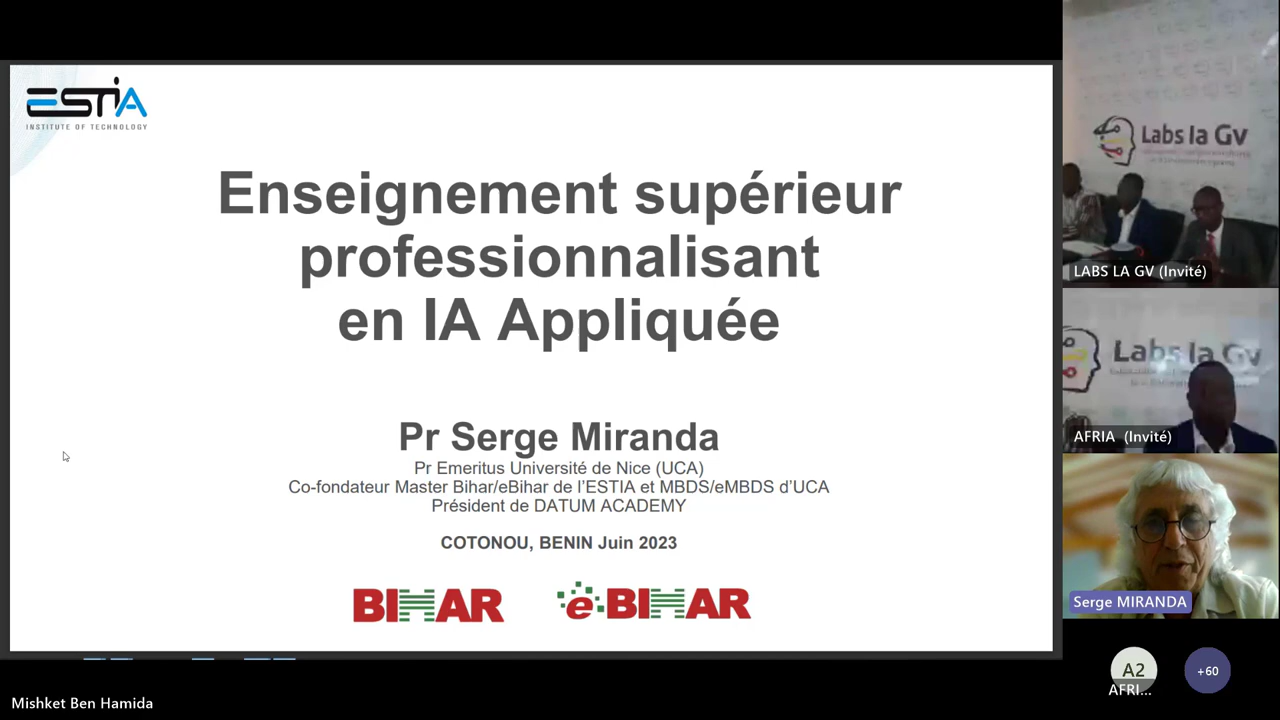 ESTIA
INSTITUTE OF TECHNOLOGY
Enseignement supérieur
professionnalisant
en IA Appliquée
Pr Serge Miranda
Pr Emeritus Université de Nice (UCA)
Co-fondateur Master Bihar/eBihar de l'ESTIA et MBDS/eMBDS d'UCA
Président de DATUM ACADEMY
COTONOU, BENIN Juin 2023
BIHAR
e-BIHAR
Labs la Gv
LABS LA GV (Invité)
Labs la Gv
AFRIA (Invité)
Serge MIRANDA
A2
AFRI...
+60
Mishket Ben Hamida